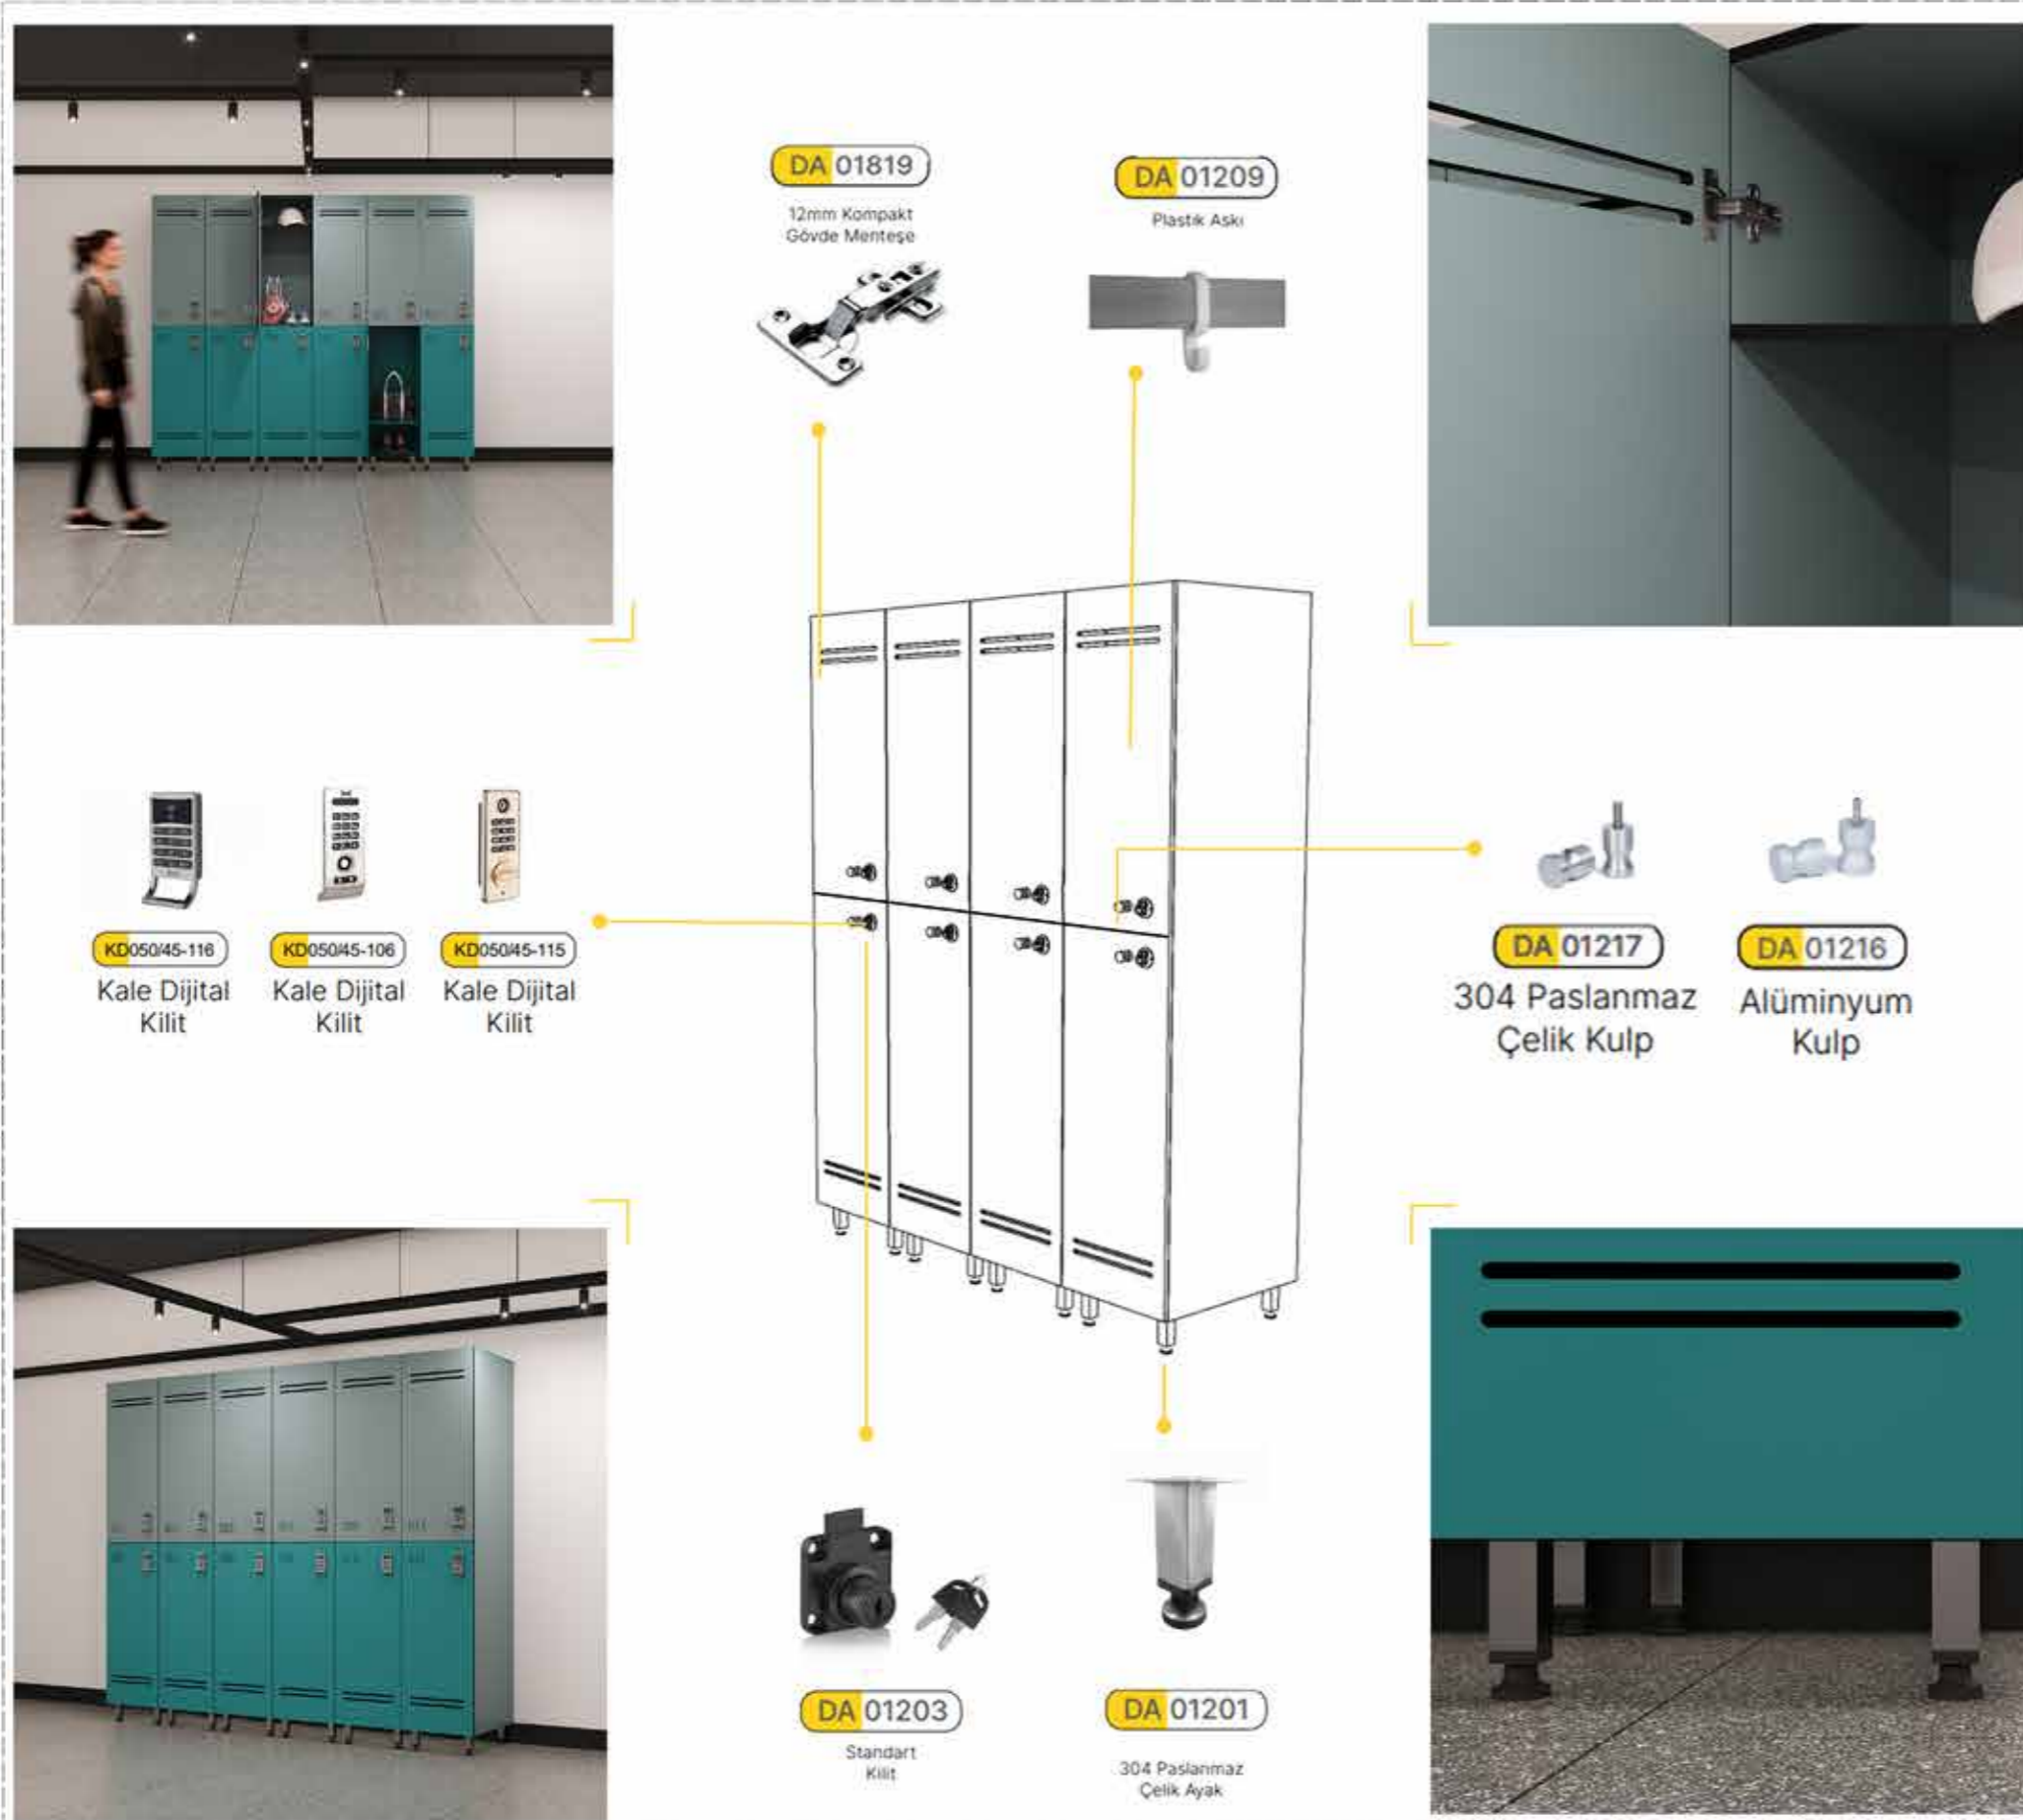 DA 01819
12mm Kompakt
Gövde Menteşe
DA 01209
Plastik Askı
KD050/45-116
Kale Dijital
Kilit
KD050/45-106
Kale Dijital
Kilit
KD050/45-115
Kale Dijital
Kilit
DA 01217
304 Paslanmaz
Çelik Kulp
DA 01216
Alüminyum
Kulp
DA 01203
Standart
Kilit
DA 01201
304 Paslanmaz
Çelik Ayak